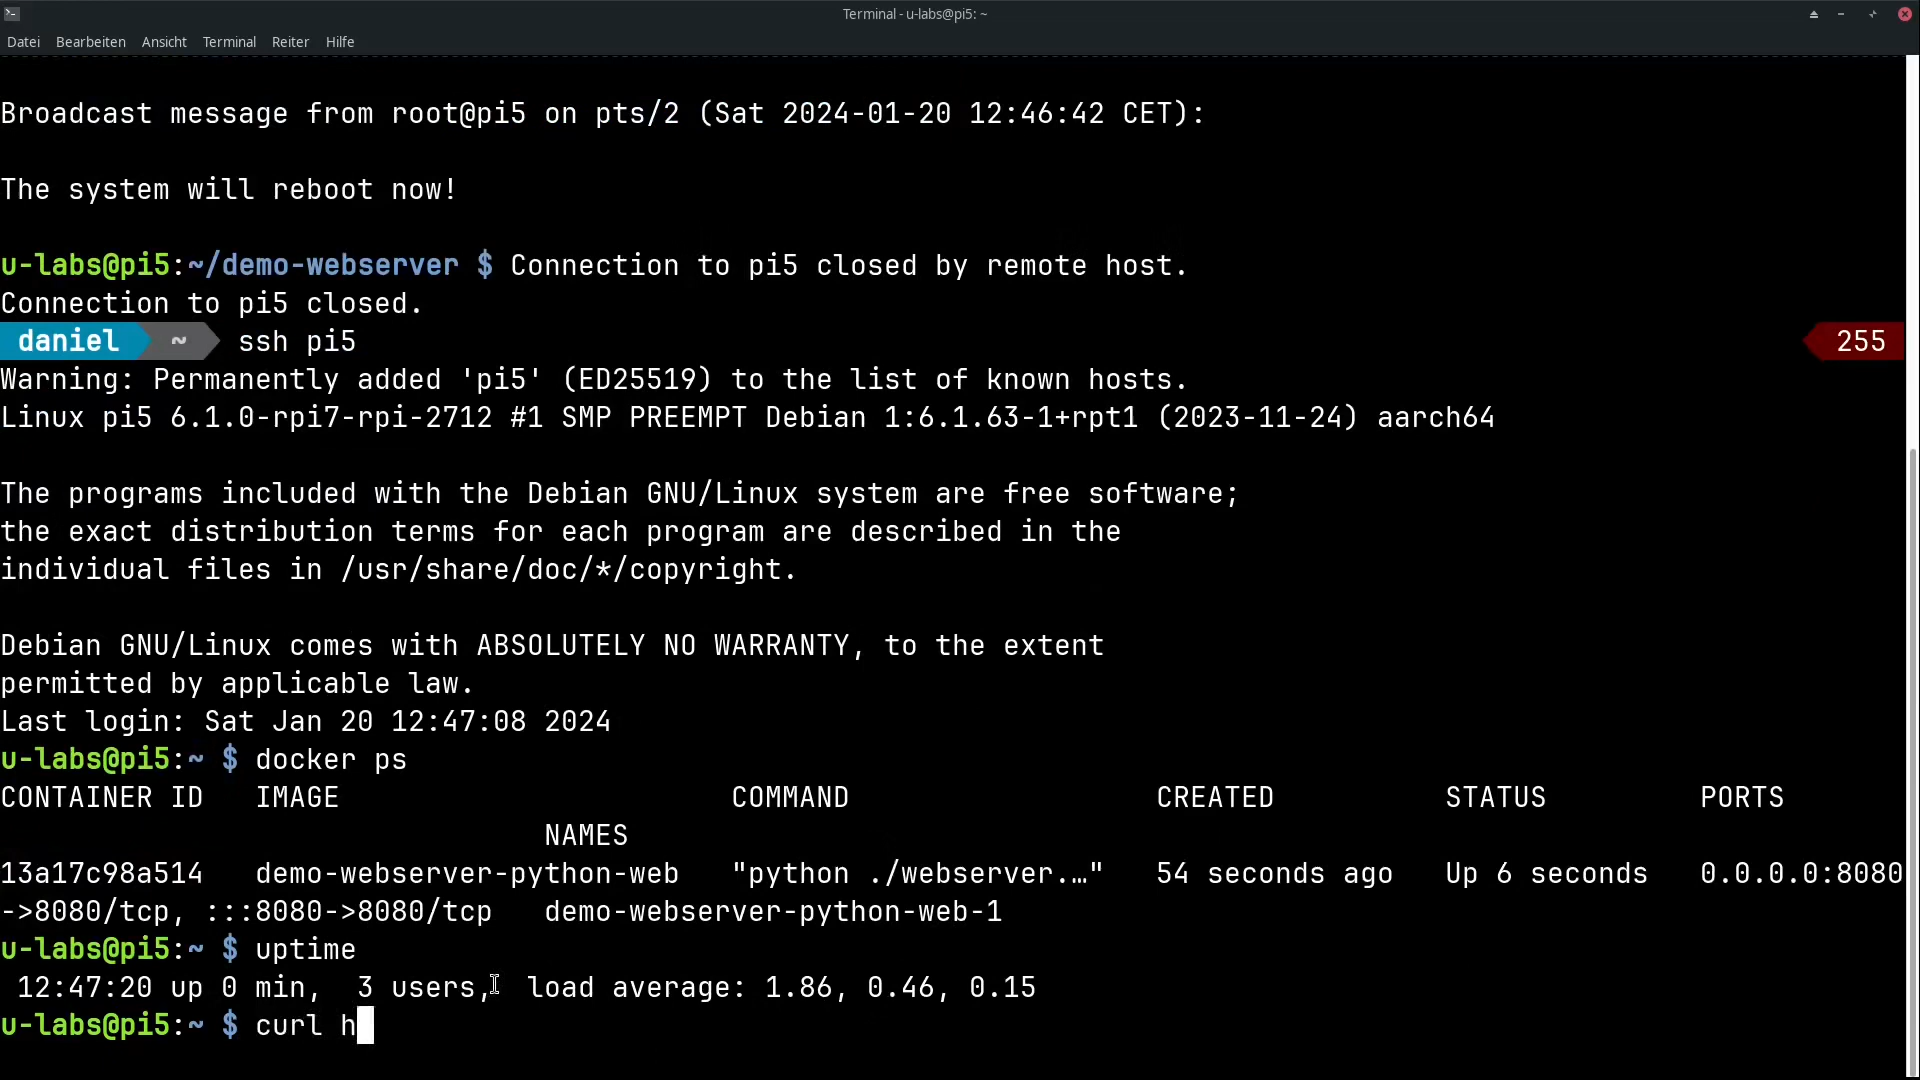 Terminal - u-labs@pi5: ~
Datei Bearbeiten Ansicht Terminal Reiter Hilfe
Broadcast message from root@pi5 on pts/2 (Sat 2024-01-20 12:46:42 CET):
The system will reboot now!
u-labs@pi5:~/demo-webserver $ Connection to pi5 closed by remote host.
Connection to pi5 closed.
daniel ~ ssh pi5 255
Warning: Permanently added 'pi5' (ED25519) to the list of known hosts.
Linux pi5 6.1.0-rpi7-rpi-2712 #1 SMP PREEMPT Debian 1:6.1.63-1+rpt1 (2023-11-24) aarch64
The programs included with the Debian GNU/Linux system are free software;
the exact distribution terms for each program are described in the
individual files in /usr/share/doc/*/copyright.
Debian GNU/Linux comes with ABSOLUTELY NO WARRANTY, to the extent
permitted by applicable law.
Last login: Sat Jan 20 12:47:08 2024
u-labs@pi5:~ $ docker ps
CONTAINER ID IMAGE COMMAND CREATED STATUS PORTS
NAMES
13a17c98a514 demo-webserver-python-web "python ./webserver.…" 54 seconds ago Up 6 seconds 0.0.0.0:8080
->8080/tcp, :::8080->8080/tcp demo-webserver-python-web-1
u-labs@pi5:~ $ uptime
12:47:20 up 0 min, 3 users, load average: 1.86, 0.46, 0.15
u-labs@pi5:~ $ curl h